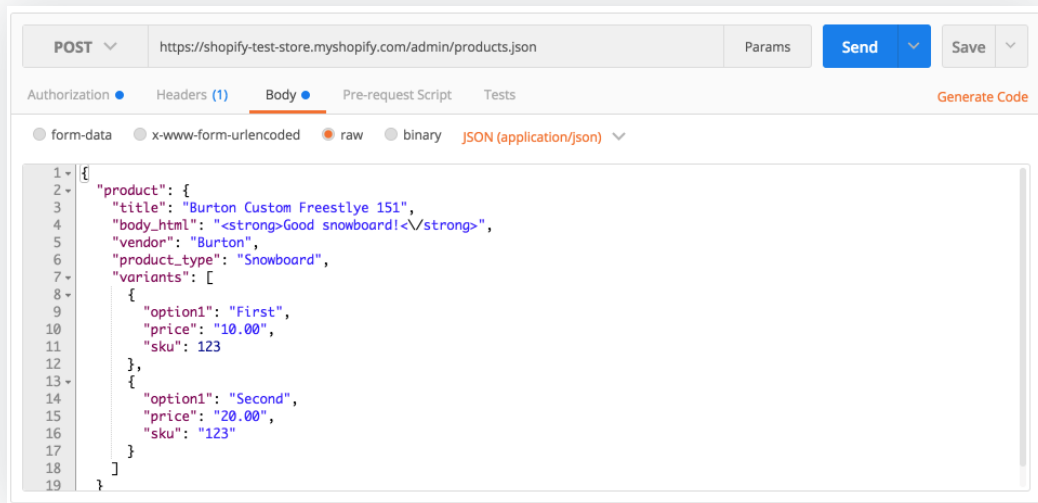 POST https://shopify-test-store.myshopify.com/admin/products.json Params Send Save
Authorization Headers (1) Body Pre-request Script Tests Generate Code
form-data x-www-form-urlencoded raw binary JSON (application/json)
1 {
2 "product": {
3 "title": "Burton Custom Freestlye 151",
4 "body_html": "<strong>Good snowboard!<\/strong>",
5 "vendor": "Burton",
6 "product_type": "Snowboard",
7 "variants": [
8 {
9 "option1": "First",
10 "price": "10.00",
11 "sku": 123
12 },
13 {
14 "option1": "Second",
15 "price": "20.00",
16 "sku": "123"
17 }
18 ]
19 }